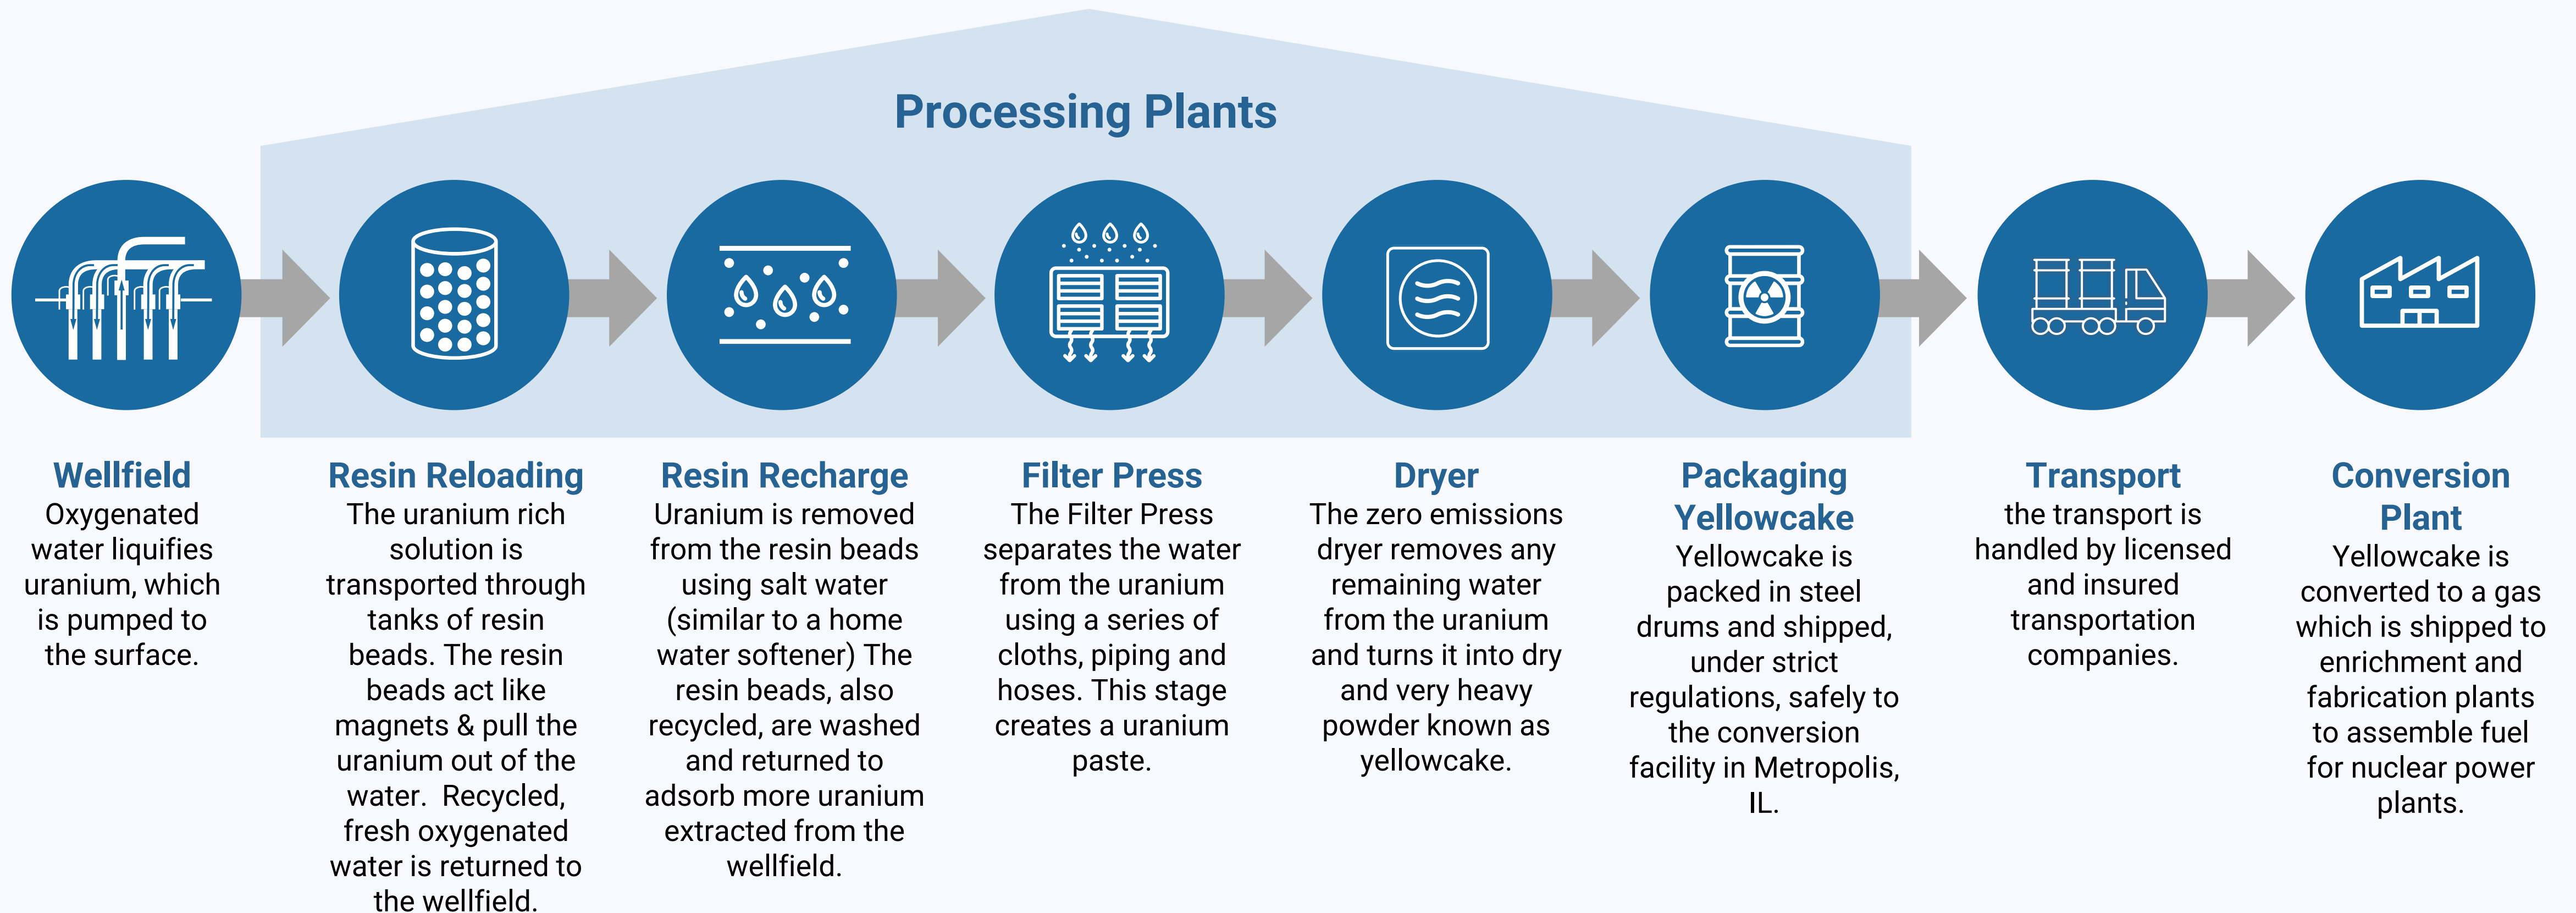 Processing Plants
Wellfield
Oxygenated
water liquifies
uranium, which
is pumped to
the surface.
Resin Reloading
The uranium rich
solution is
transported through
tanks of resin
beads. The resin
beads act like
magnets & pull the
uranium out of the
water.  Recycled,
fresh oxygenated
water is returned to
the wellfield.
Resin Recharge
Uranium is removed
from the resin beads
using salt water
(similar to a home
water softener) The
resin beads, also
recycled, are washed
and returned to
adsorb more uranium
extracted from the
wellfield.
Filter Press
The Filter Press
separates the water
from the uranium
using a series of
cloths, piping and
hoses. This stage
creates a uranium
paste.
Dryer
The zero emissions
dryer removes any
remaining water
from the uranium
and turns it into dry
and very heavy
powder known as
yellowcake.
Packaging
Yellowcake
Yellowcake is
packed in steel
drums and shipped,
under strict
regulations, safely to
the conversion
facility in Metropolis,
IL.
Transport
the transport is
handled by licensed
and insured
transportation
companies.
Conversion
Plant
Yellowcake is
converted to a gas
which is shipped to
enrichment and
fabrication plants
to assemble fuel
for nuclear power
plants.